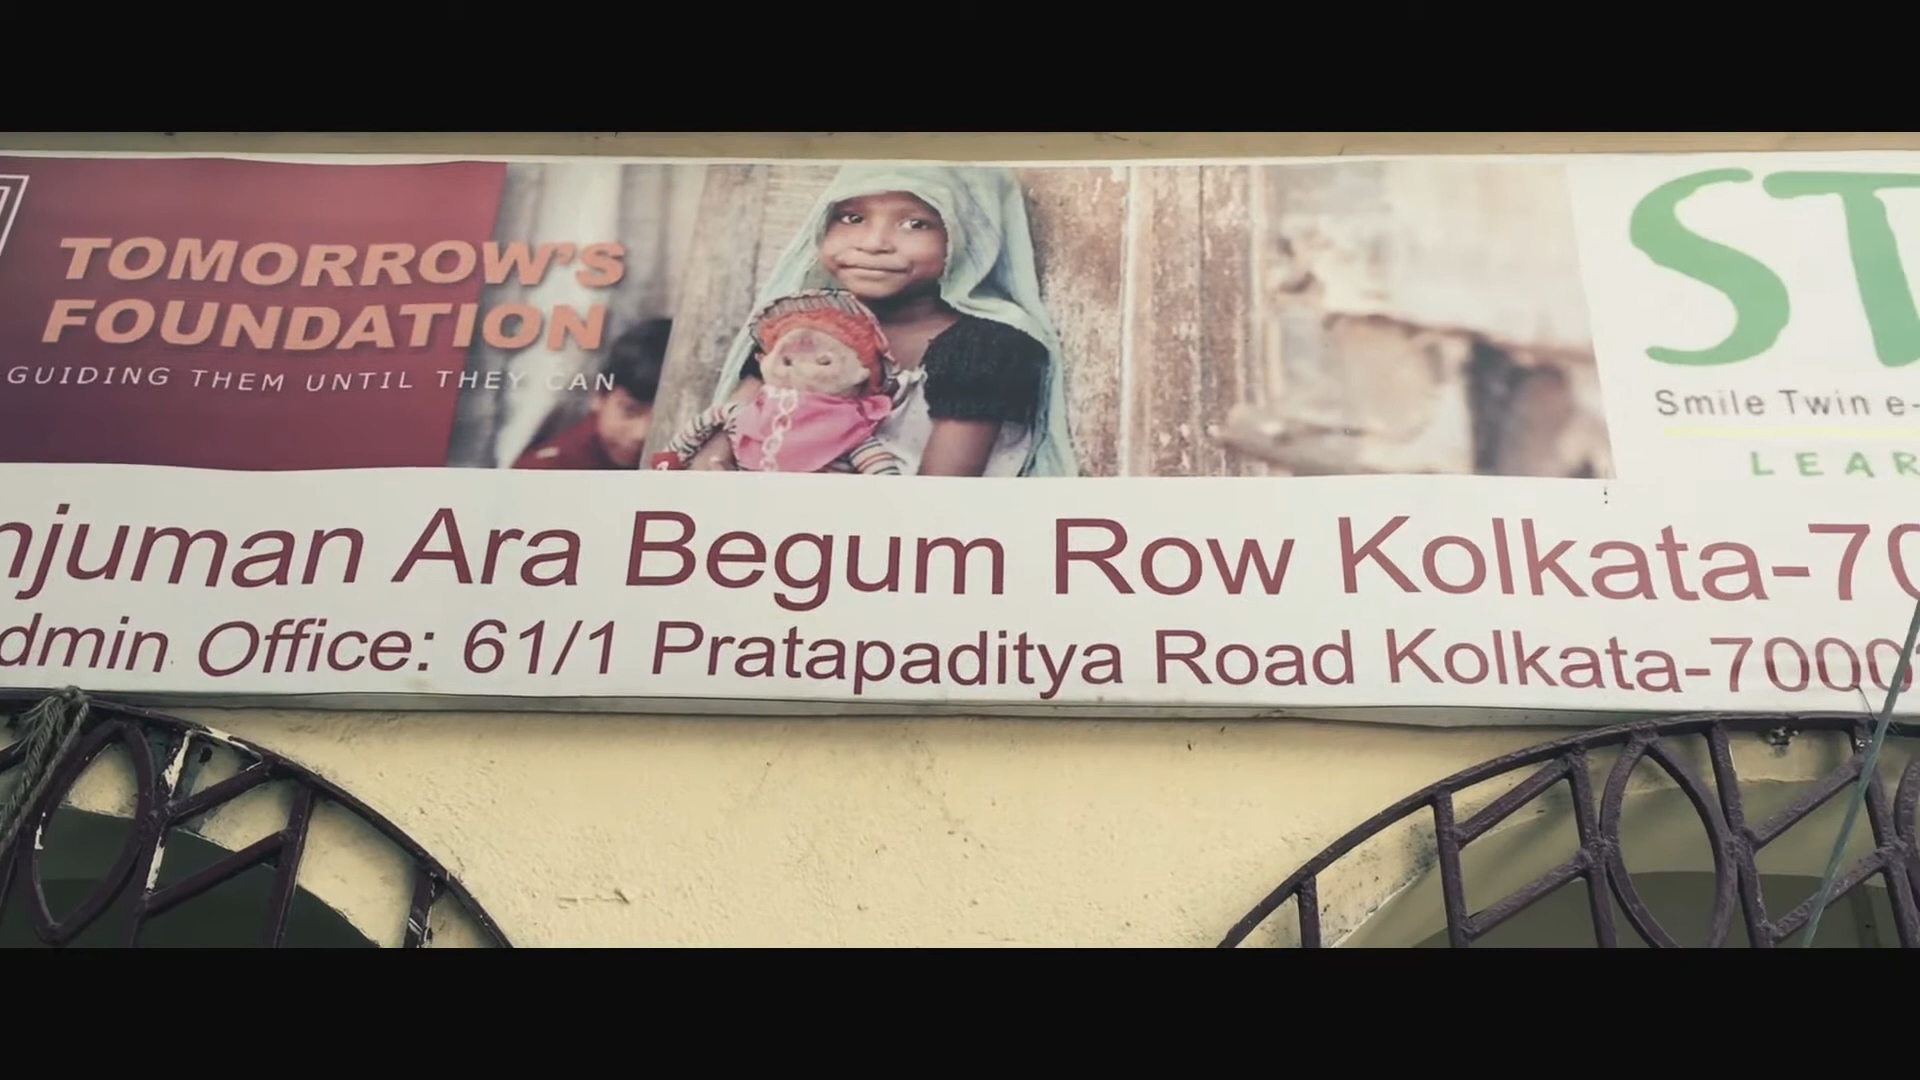 TOMORROW'S
FOUNDATION
GUIDING THEM UNTIL THEY CAN
ST
Smile Twin e-
LEAR
njuman Ara Begum Row Kolkata-70
dmin Office: 61/1 Pratapaditya Road Kolkata-7000